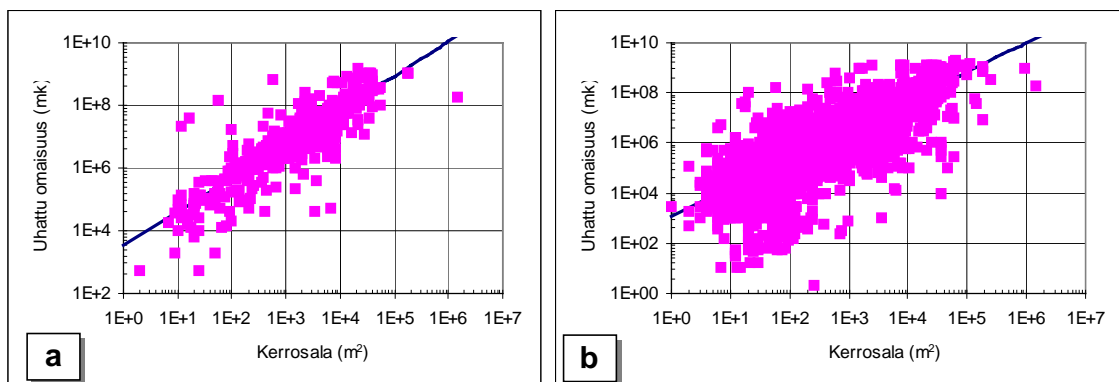 1E+10
1E+8
1E+6
1E+4
1E+2
Uhattu omaisuus (mk)
1E+0 1E+1 1E+2 1E+3 1E+4 1E+5 1E+6 1E+7
Kerrosala (m²)
a
1E+10
1E+08
1E+06
1E+04
1E+02
1E+00
Uhattu omaisuus (mk)
1E+0 1E+1 1E+2 1E+3 1E+4 1E+5 1E+6 1E+7
Kerrosala (m²)
b